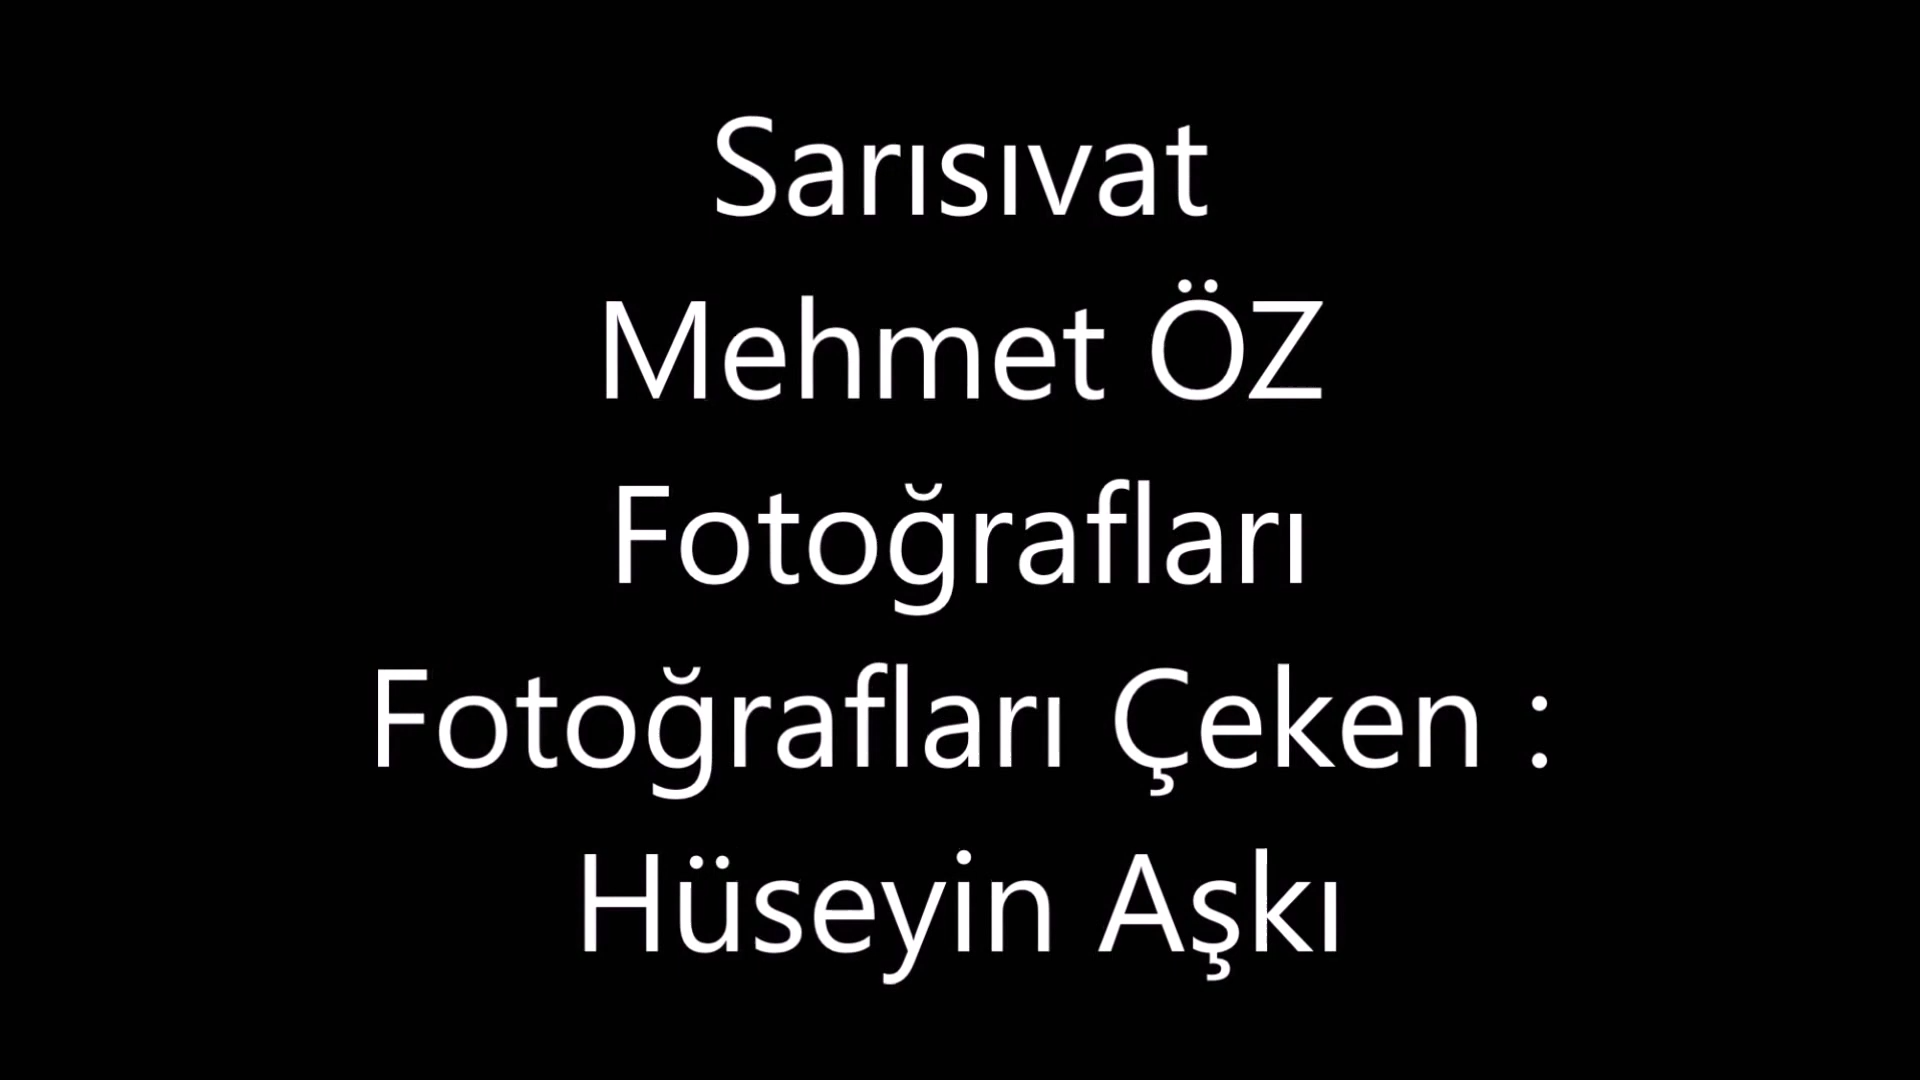 Sarısıvat
Mehmet ÖZ
Fotoğrafları
Fotoğrafları Çeken :
Hüseyin Aşkı